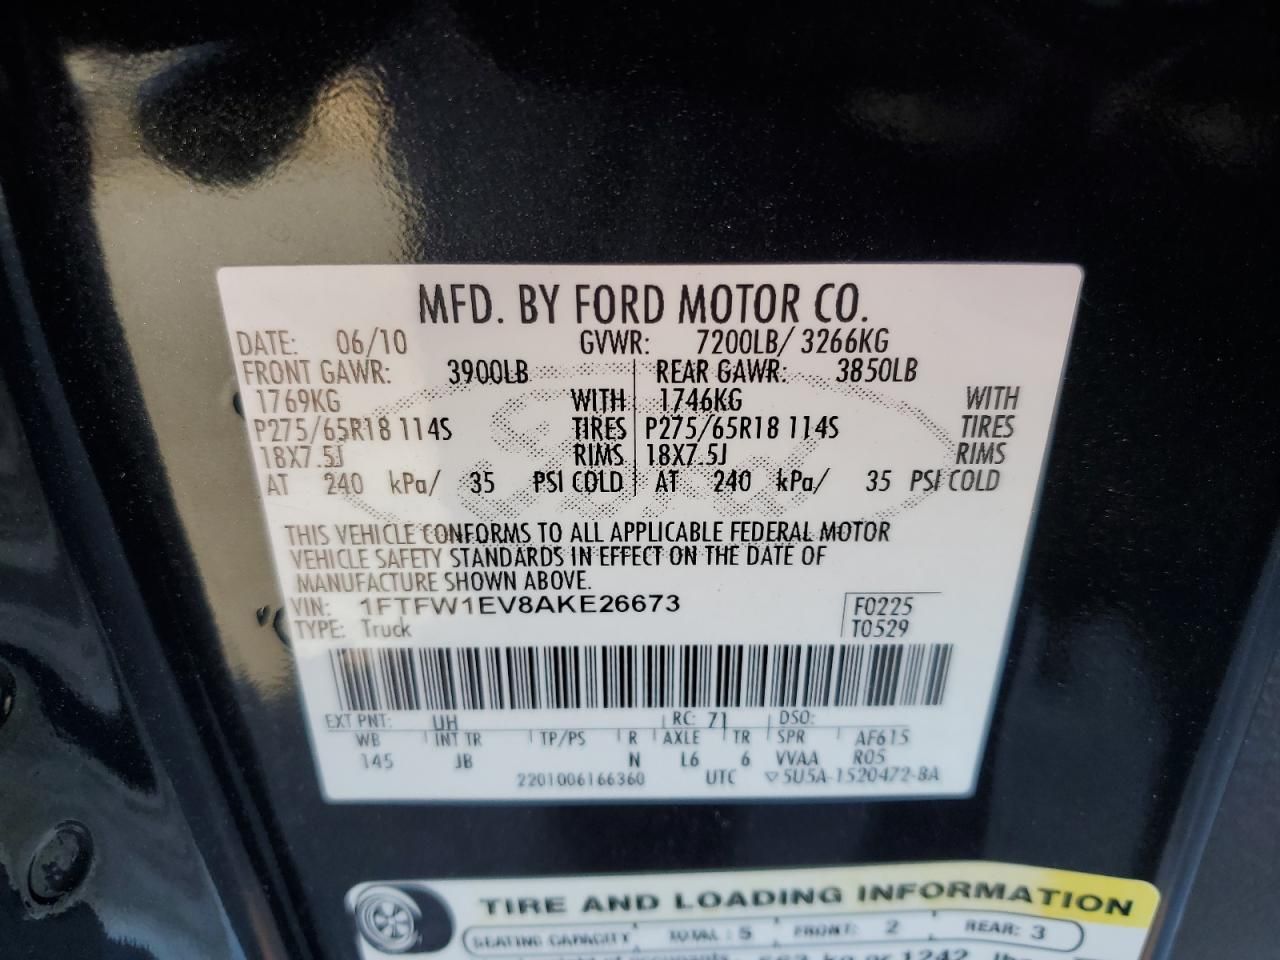 MFD. BY FORD MOTOR CO.
DATE: 06/10 GVWR: 7200LB/ 3266KG
FRONT GAWR: 3900LB REAR GAWR: 3850LB
1769KG WITH 1746KG WITH
P275/65R18 114S TIRES P275/65R18 114S TIRES
18X7.5J RIMS 18X7.5J RIMS
AT 240 kPa/ 35 PSI COLD AT 240 kPa/ 35 PSI COLD
THIS VEHICLE CONFORMS TO ALL APPLICABLE FEDERAL MOTOR
VEHICLE SAFETY STANDARDS IN EFFECT ON THE DATE OF
MANUFACTURE SHOWN ABOVE.
VIN: 1FTFW1EV8AKE26673 F0225
TYPE: Truck T0529
EXT PNT: UH RC: 71 DSO:
WB INT TR TP/PS R AXLE TR SPR AF615
145 JB N L6 6 VVAA R05
2201006166360 UTC ▽5U5A-1520472-BA
TIRE AND LOADING INFORMATION
SEATING CAPACITY TOTAL: 5 FRONT: 2 REAR: 3
kg or 1242